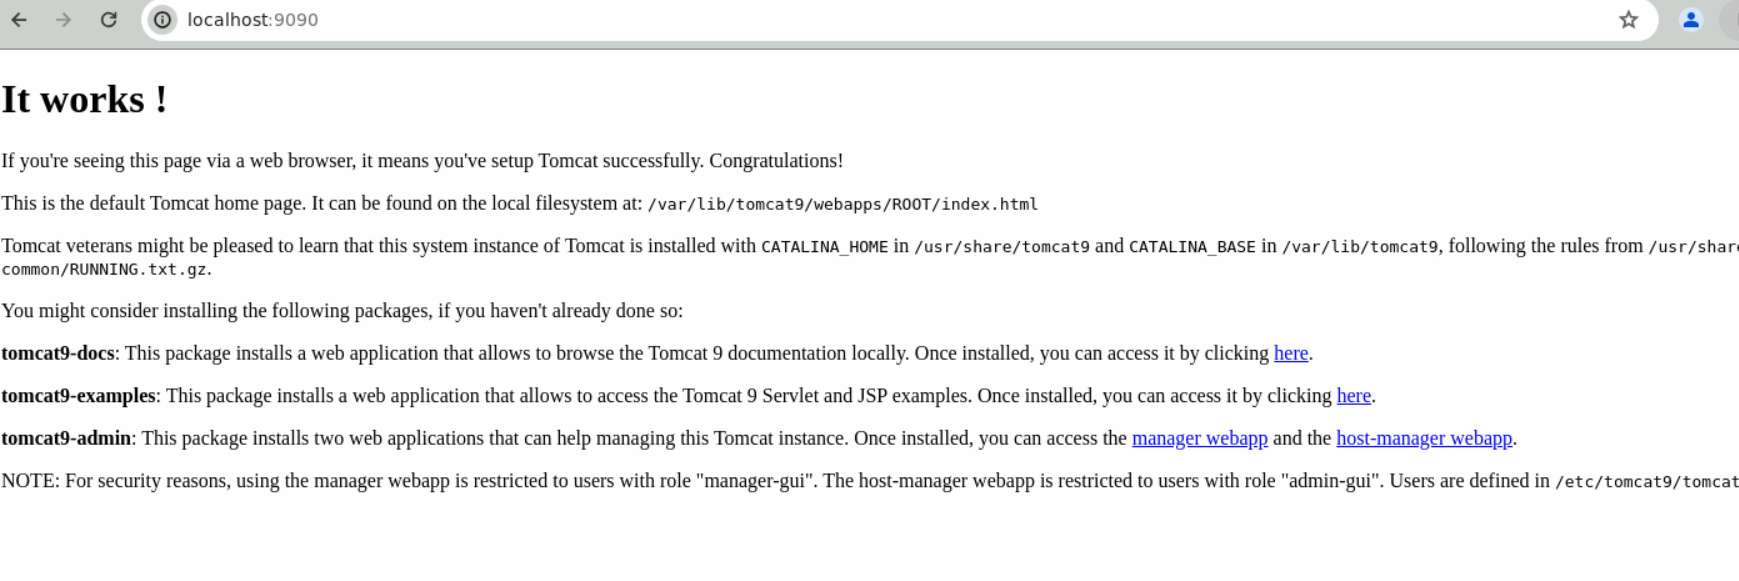 localhost:9090
It works !
If you're seeing this page via a web browser, it means you've setup Tomcat successfully. Congratulations!
This is the default Tomcat home page. It can be found on the local filesystem at: /var/lib/tomcat9/webapps/ROOT/index.html
Tomcat veterans might be pleased to learn that this system instance of Tomcat is installed with CATALINA_HOME in /usr/share/tomcat9 and CATALINA_BASE in /var/lib/tomcat9, following the rules from /usr/share
common/RUNNING.txt.gz.
You might consider installing the following packages, if you haven't already done so:
tomcat9-docs: This package installs a web application that allows to browse the Tomcat 9 documentation locally. Once installed, you can access it by clicking here.
tomcat9-examples: This package installs a web application that allows to access the Tomcat 9 Servlet and JSP examples. Once installed, you can access it by clicking here.
tomcat9-admin: This package installs two web applications that can help managing this Tomcat instance. Once installed, you can access the manager webapp and the host-manager webapp.
NOTE: For security reasons, using the manager webapp is restricted to users with role "manager-gui". The host-manager webapp is restricted to users with role "admin-gui". Users are defined in /etc/tomcat9/tomcat